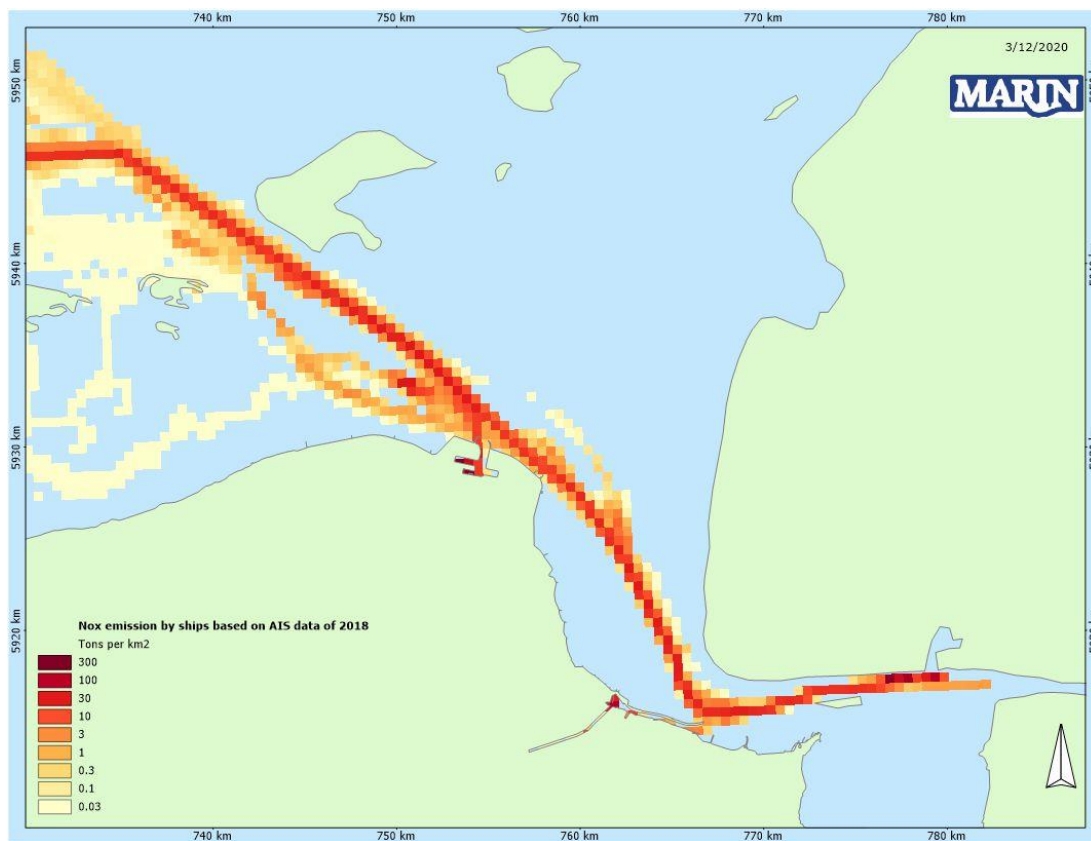 740 km
750 km
760 km
770 km
780 km
3/12/2020
MARIN
5950 km
5940 km
5930 km
5920 km
Nox emission by ships based on AIS data of 2018
Tons per km2
300
100
30
10
3
1
0.3
0.1
0.03
740 km
750 km
760 km
770 km
780 km